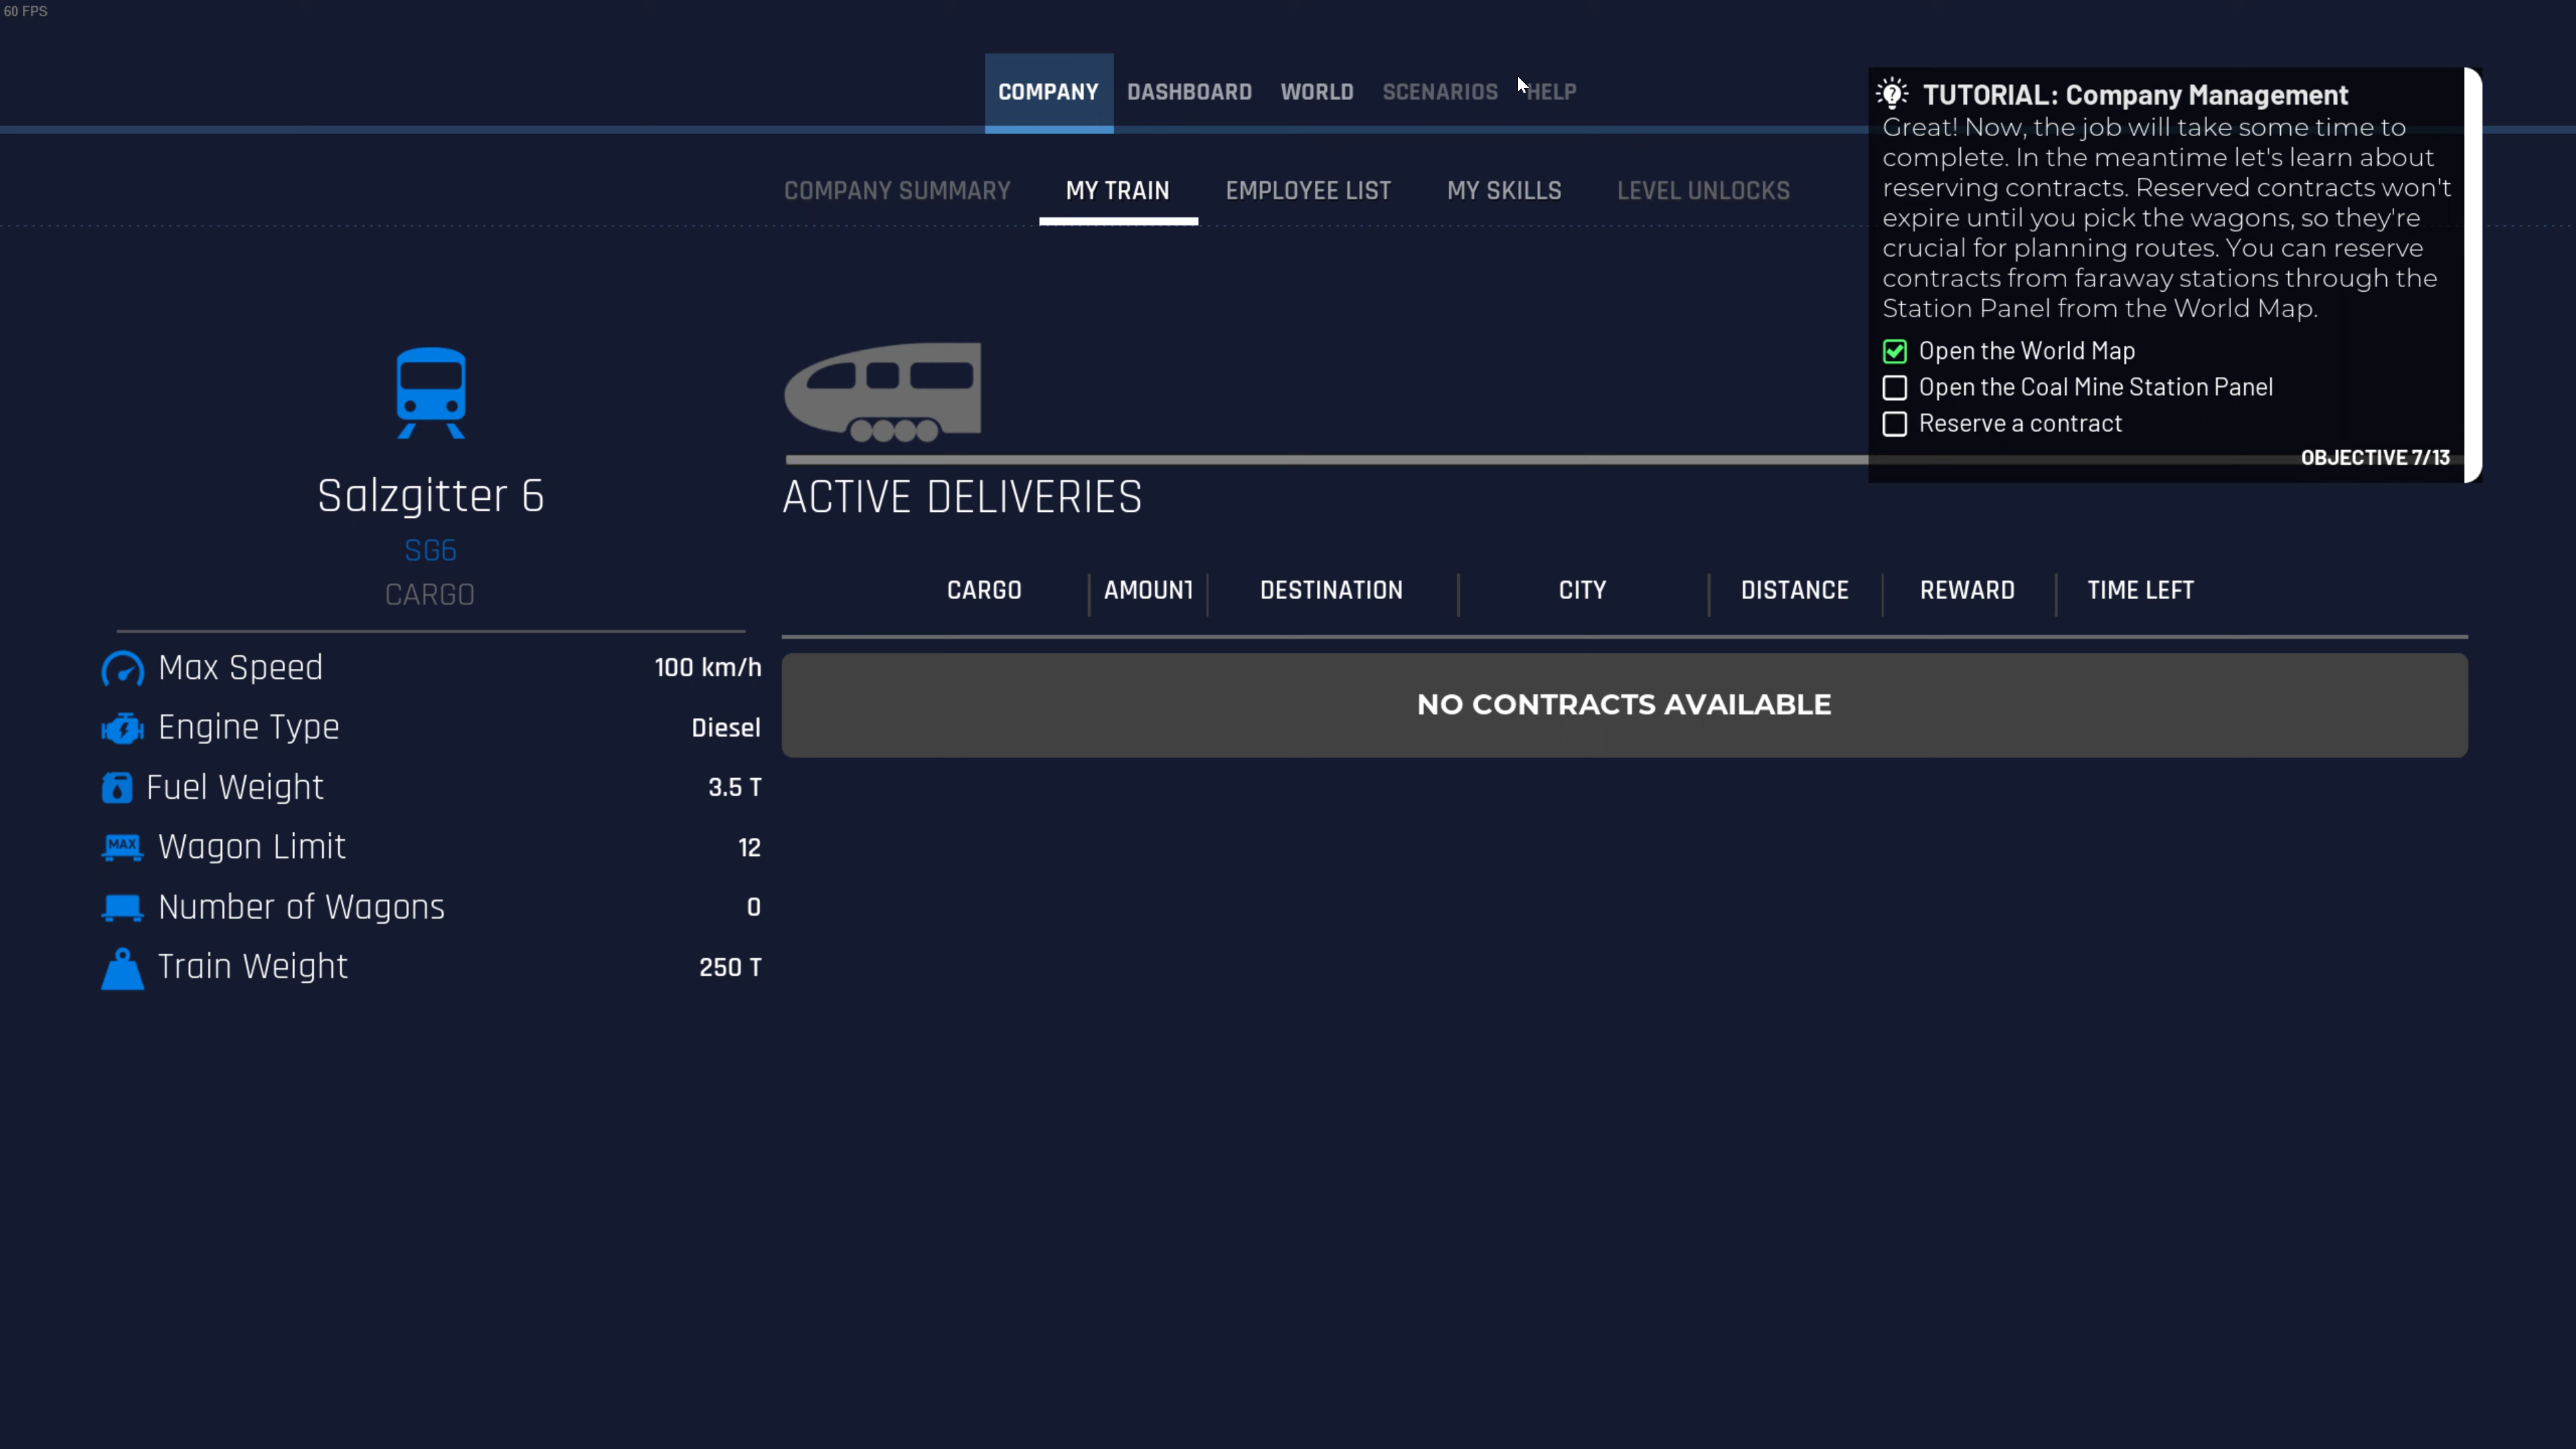 60 FPS
COMPANY
DASHBOARD
WORLD
SCENARIOS
HELP
COMPANY SUMMARY
MY TRAIN
EMPLOYEE LIST
MY SKILLS
LEVEL UNLOCKS
TUTORIAL: Company Management
Great! Now, the job will take some time to
complete. In the meantime let's learn about
reserving contracts. Reserved contracts won't
expire until you pick the wagons, so they're
crucial for planning routes. You can reserve
contracts from faraway stations through the
Station Panel from the World Map.
Open the World Map
Open the Coal Mine Station Panel
Reserve a contract
OBJECTIVE 7/13
Salzgitter 6
SG6
CARGO
Max Speed 100 km/h
Engine Type Diesel
Fuel Weight 3.5 T
MAX Wagon Limit 12
Number of Wagons 0
Train Weight 250 T
ACTIVE DELIVERIES
CARGO AMOUNT DESTINATION CITY DISTANCE REWARD TIME LEFT
NO CONTRACTS AVAILABLE